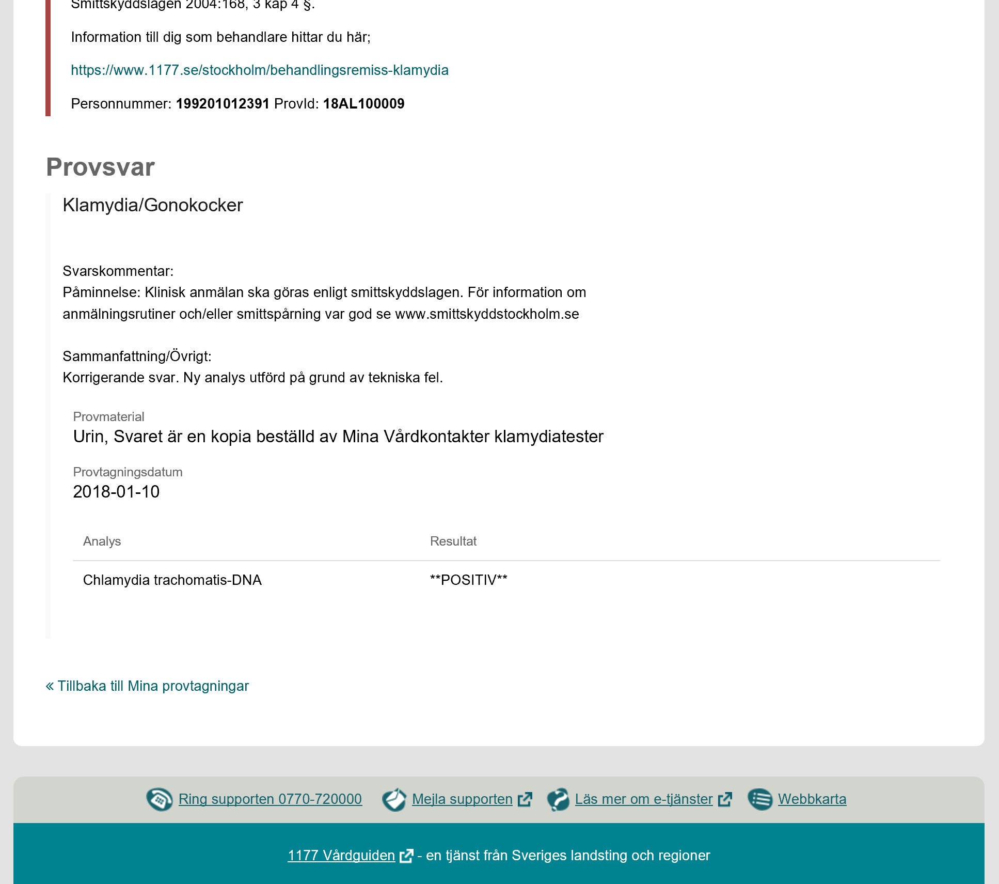 Smittskyddslagen 2004:168, 3 kap 4 §.
Information till dig som behandlare hittar du här;
https://www.1177.se/stockholm/behandlingsremiss-klamydia
Personnummer: 199201012391 ProvId: 18AL100009
Provsvar
Klamydia/Gonokocker
Svarskommentar:
Påminnelse: Klinisk anmälan ska göras enligt smittskyddslagen. För information om
anmälningsrutiner och/eller smittspårning var god se www.smittskyddstockholm.se
Sammanfattning/Övrigt:
Korrigerande svar. Ny analys utförd på grund av tekniska fel.
Provmaterial
Urin, Svaret är en kopia beställd av Mina Vårdkontakter klamydiatester
Provtagningsdatum
2018-01-10
Analys Resultat
Chlamydia trachomatis-DNA **POSITIV**
« Tillbaka till Mina provtagningar
Ring supporten 0770-720000 Mejla supporten Läs mer om e-tjänster Webbkarta
1177 Vårdguiden - en tjänst från Sveriges landsting och regioner